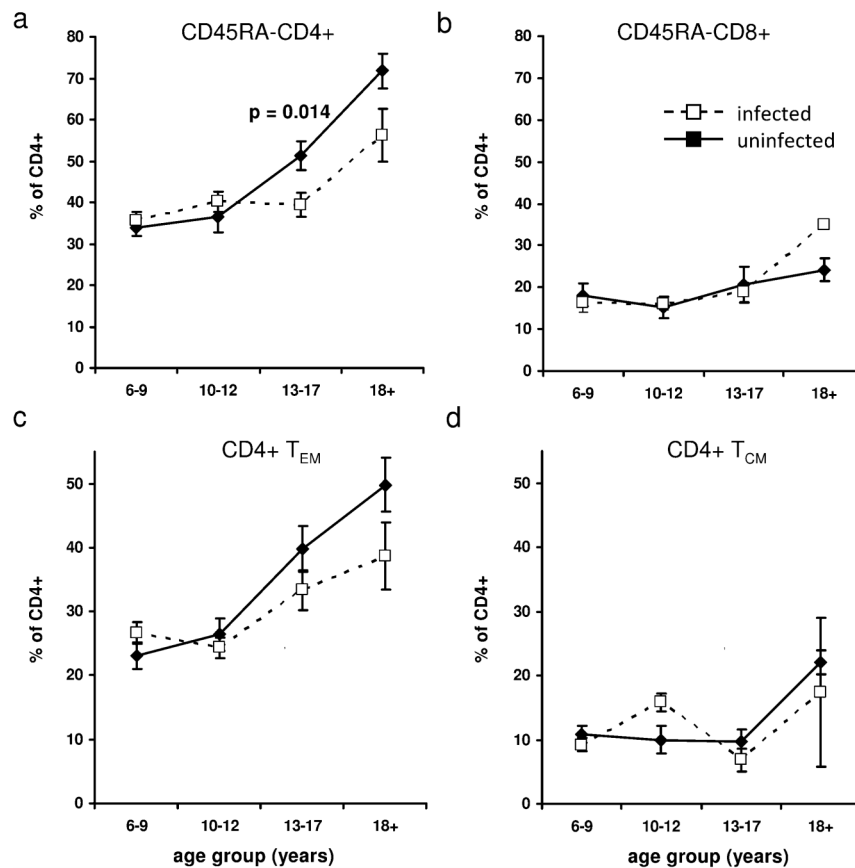 a
CD45RA-CD4+
80
70
60
50
40
30
20
10
0
% of CD4+
p = 0.014
6-9 10-12 13-17 18+
b
CD45RA-CD8+
80
70
60
50
40
30
20
10
0
% of CD4+
infected
uninfected
6-9 10-12 13-17 18+
c
CD4+ TEM
50
40
30
20
10
0
% of CD4+
6-9 10-12 13-17 18+
age group (years)
d
CD4+ TCM
50
40
30
20
10
0
% of CD4+
6-9 10-12 13-17 18+
age group (years)